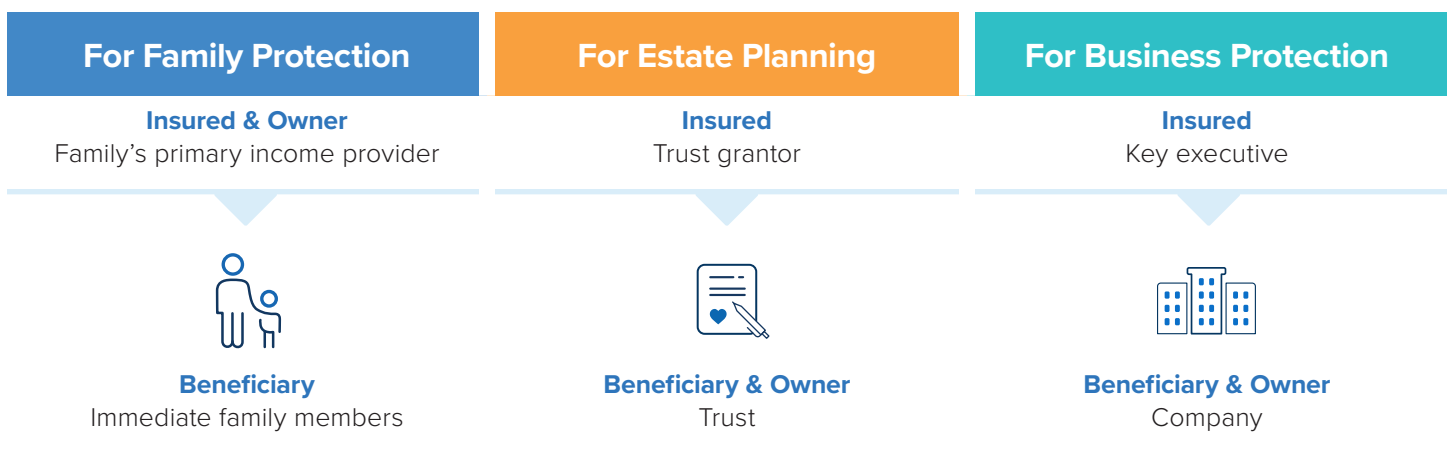 For Family Protection
Insured & Owner
Family’s primary income provider
Beneficiary
Immediate family members
For Estate Planning
Insured
Trust grantor
Beneficiary & Owner
Trust
For Business Protection
Insured
Key executive
Beneficiary & Owner
Company